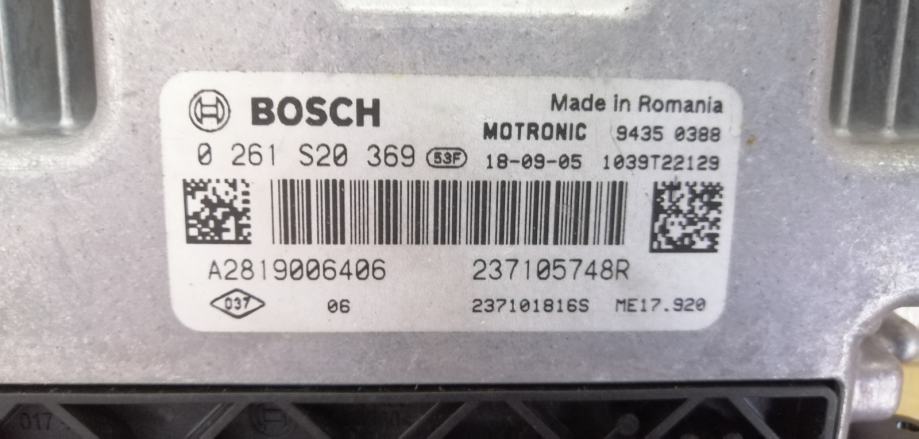 BOSCH
Made in Romania
MOTRONIC 9435 0388
0 261 S20 369 53F 18-09-05 1039T22129
A2819006406 237105748R
037 06 237101816S ME17.920
017